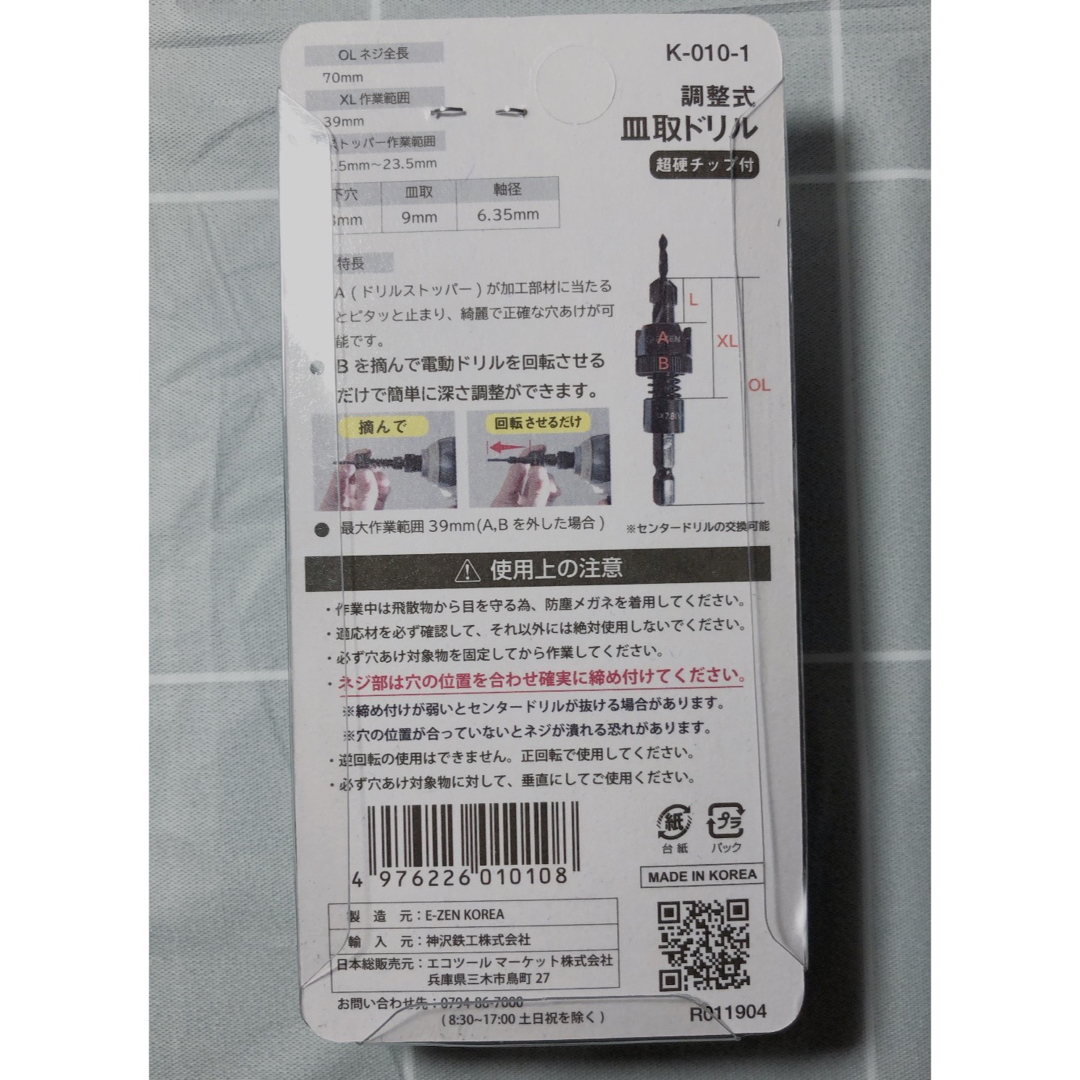 OL ネジ全長
70mm
XL 作業範囲
39mm
トッパー作業範囲
.5mm～23.5mm
下穴 皿取 軸径
mm 9mm 6.35mm
K-010-1
調整式
皿取ドリル
超硬チップ付
特長
A (ドリルストッパー) が加工部材に当たる
とピタッと止まり、綺麗で正確な穴あけが可
能です。
B を摘んで電動ドリルを回転させる
だけで簡単に深さ調整ができます。
摘んで
回転させるだけ
L
A
XL
B
OL
● 最大作業範囲 39mm(A,B を外した場合)
※センタードリルの交換可能
⚠ 使用上の注意
・作業中は飛散物から目を守る為、防塵メガネを着用してください。
・適応材を必ず確認して、それ以外には絶対使用しないでください。
・必ず穴あけ対象物を固定してから作業してください。
・ネジ部は穴の位置を合わせ確実に締め付けてください。
※締め付けが弱いとセンタードリルが抜ける場合があります。
※穴の位置が合っていないとネジが潰れる恐れがあります。
・逆回転の使用はできません。正回転で使用してください。
・必ず穴あけ対象物に対して、垂直にしてご使用ください。
4 976226 010108
紙
台紙
プラ
パック
MADE IN KOREA
製造元：E-ZEN KOREA
輸入元：神沢鉄工株式会社
日本総販売元：エコツール マーケット株式会社
兵庫県三木市鳥町 27
お問い合わせ先：0794-86-7000
(8:30~17:00 土日祝を除く)
R011904